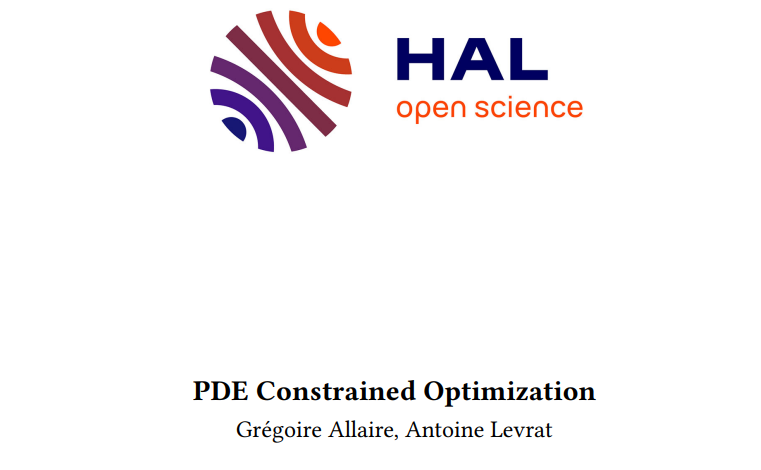 HAL
open science
PDE Constrained Optimization
Grégoire Allaire, Antoine Levrat